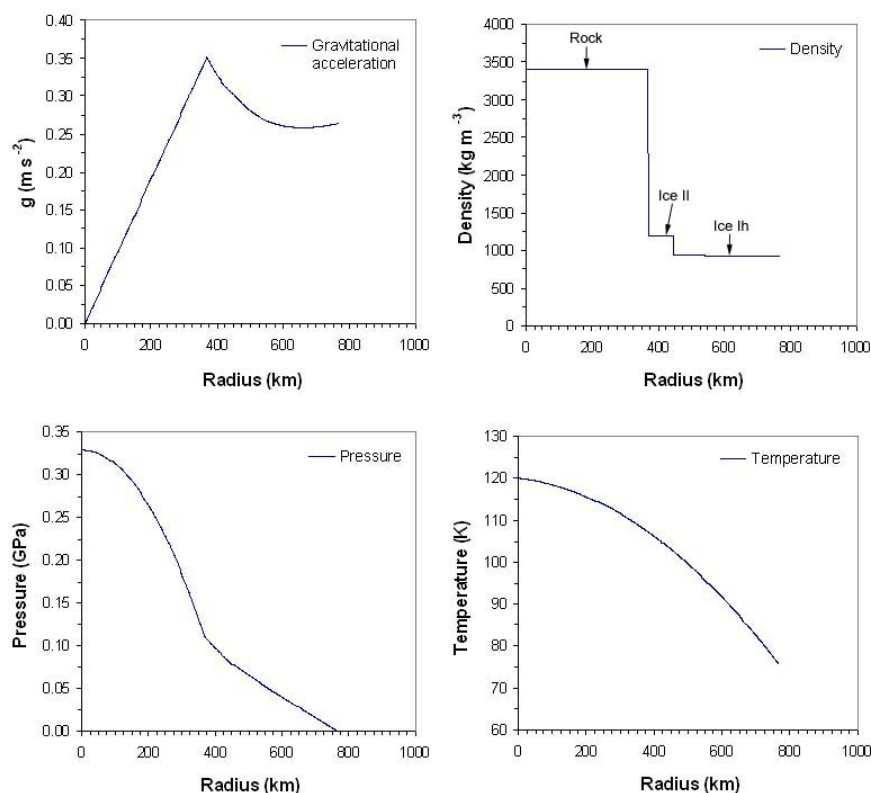 0.40
0.35
0.30
0.25
0.20
0.15
0.10
0.05
0.00
g (m s⁻²)
Gravitational
acceleration
0 200 400 600 800 1000
Radius (km)
4000
3500
3000
2500
2000
1500
1000
500
0
Density (kg m⁻³)
Rock
Density
Ice II
Ice Ih
0 200 400 600 800 1000
Radius (km)
0.35
0.30
0.25
0.20
0.15
0.10
0.05
0.00
Pressure (GPa)
Pressure
0 200 400 600 800 1000
Radius (km)
130
120
110
100
90
80
70
60
Temperature (K)
Temperature
0 200 400 600 800 1000
Radius (km)